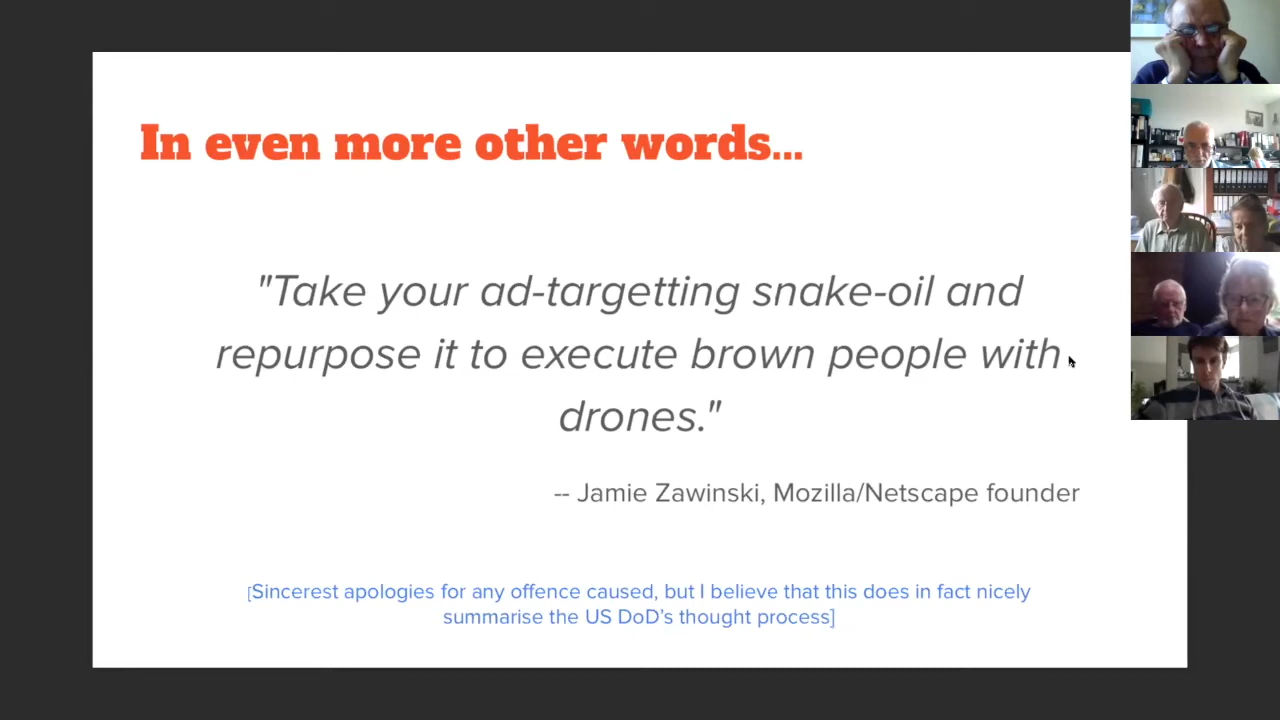 In even more other words...
"Take your ad-targetting snake-oil and
repurpose it to execute brown people with
drones."
-- Jamie Zawinski, Mozilla/Netscape founder
[Sincerest apologies for any offence caused, but I believe that this does in fact nicely
summarise the US DoD's thought process]